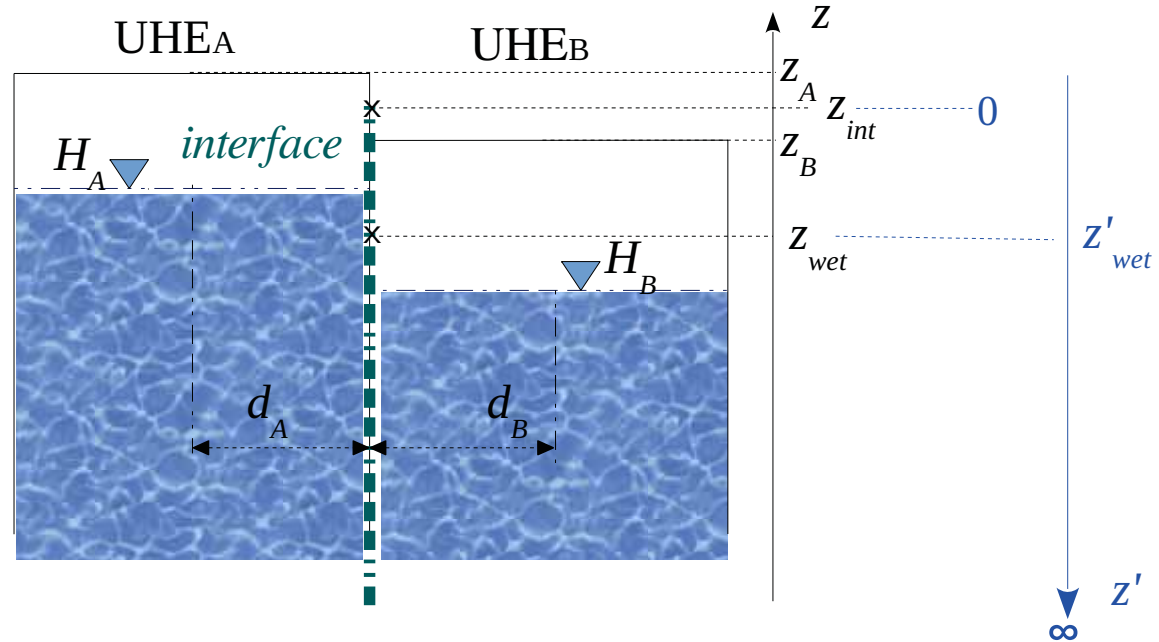 z
UHEA
UHEB
zA
zint
0
interface
zB
HA
zwet
z'wet
HB
dA
dB
z'
∞